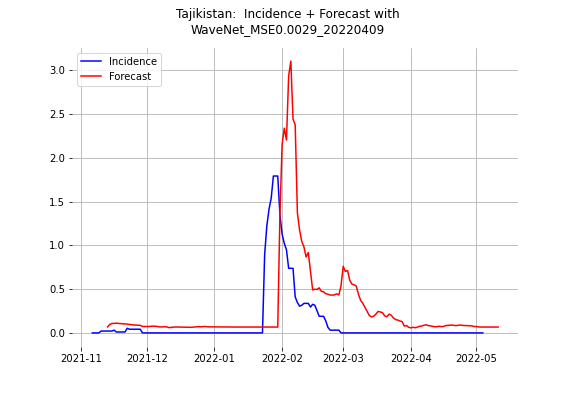 Tajikistan:  Incidence + Forecast with
WaveNet_MSE0.0029_20220409
Incidence
Forecast
3.0
2.5
2.0
1.5
1.0
0.5
0.0
2021-11 2021-12 2022-01 2022-02 2022-03 2022-04 2022-05